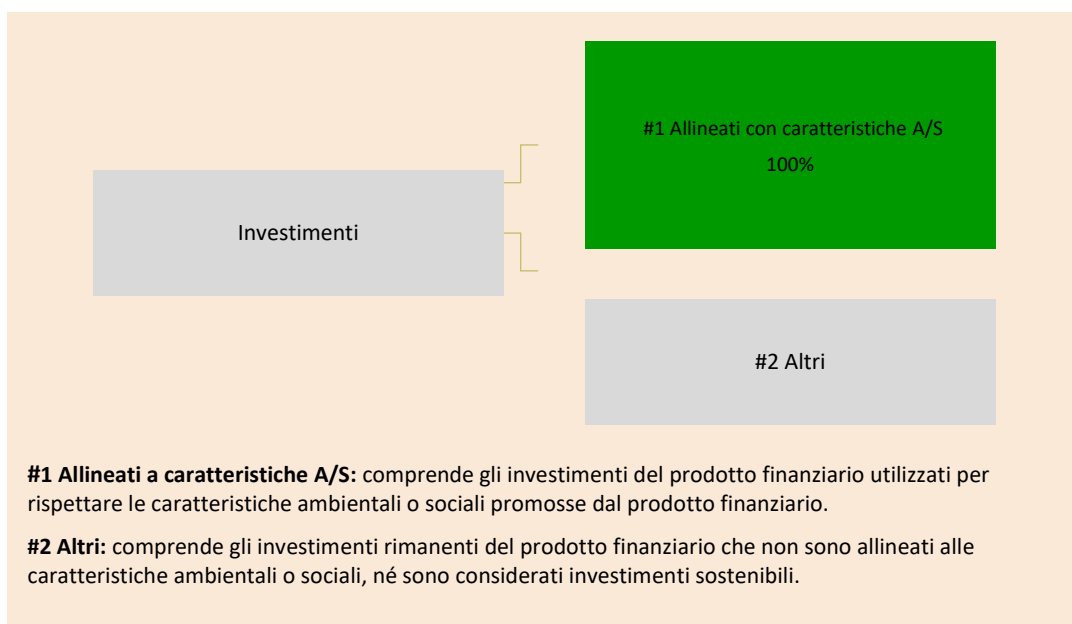 #1 Allineati con caratteristiche A/S
100%
Investimenti
#2 Altri
#1 Allineati a caratteristiche A/S: comprende gli investimenti del prodotto finanziario utilizzati per
rispettare le caratteristiche ambientali o sociali promosse dal prodotto finanziario.
#2 Altri: comprende gli investimenti rimanenti del prodotto finanziario che non sono allineati alle
caratteristiche ambientali o sociali, né sono considerati investimenti sostenibili.